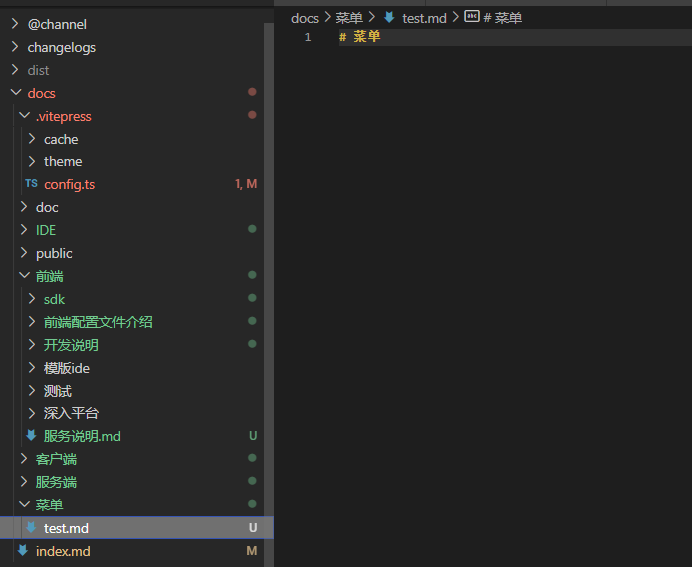 @channel
changelogs
dist
docs
.vitepress
cache
theme
TS config.ts 1, M
doc
IDE
public
前端
sdk
前端配置文件介绍
开发说明
模版ide
测试
深入平台
服务说明.md U
客户端
服务端
菜单
test.md U
index.md M
docs > 菜单 > test.md > abc # 菜单
1 # 菜单